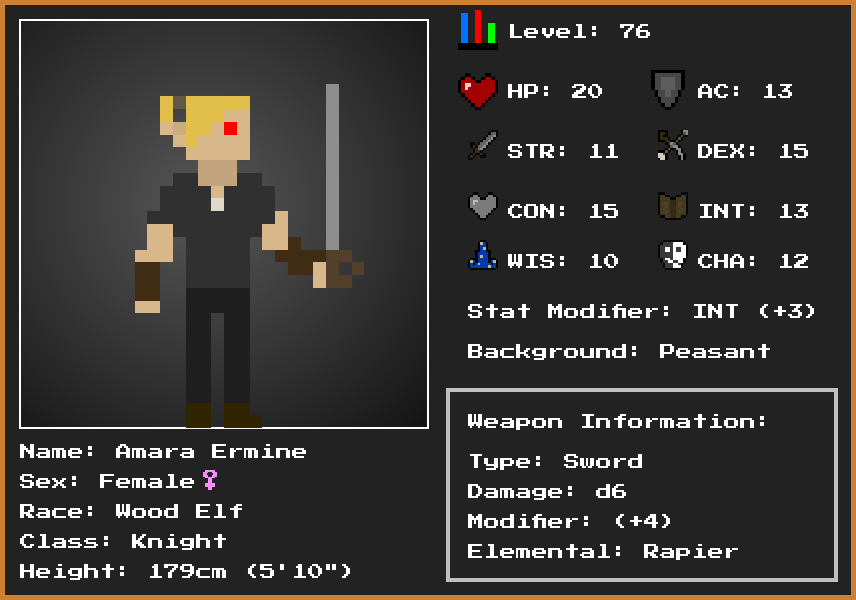 Level: 76
HP: 20 AC: 13
STR: 11 DEX: 15
CON: 15 INT: 13
WIS: 10 CHA: 12
Stat Modifier: INT (+3)
Background: Peasant
Weapon Information:
Type: Sword
Damage: d6
Modifier: (+4)
Elemental: Rapier
Name: Amara Ermine
Sex: Female♀
Race: Wood Elf
Class: Knight
Height: 179cm (5'10")